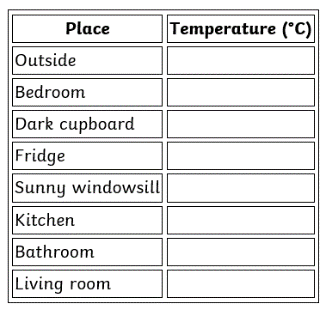 Place Temperature (°C)
Outside
Bedroom
Dark cupboard
Fridge
Sunny windowsill
Kitchen
Bathroom
Living room